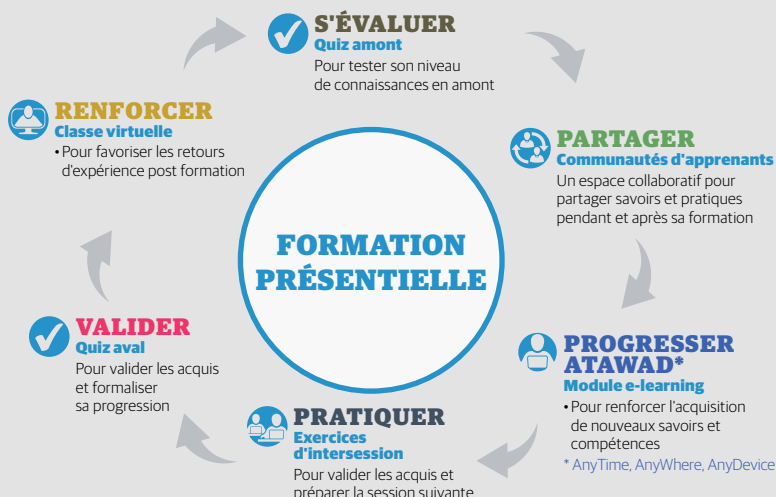 S'ÉVALUER
Quiz amont
Pour tester son niveau
de connaissances en amont
PARTAGER
Communautés d'apprenants
Un espace collaboratif pour
partager savoirs et pratiques
pendant et après sa formation
PROGRESSER
ATAWAD*
Module e-learning
• Pour renforcer l'acquisition
de nouveaux savoirs et
compétences
* AnyTime, AnyWhere, AnyDevice
PRATIQUER
Exercices
d'intersession
Pour valider les acquis et
préparer la session suivante
VALIDER
Quiz aval
Pour valider les acquis
et formaliser
sa progression
RENFORCER
Classe virtuelle
• Pour favoriser les retours
d'expérience post formation
FORMATION
PRÉSENTIELLE